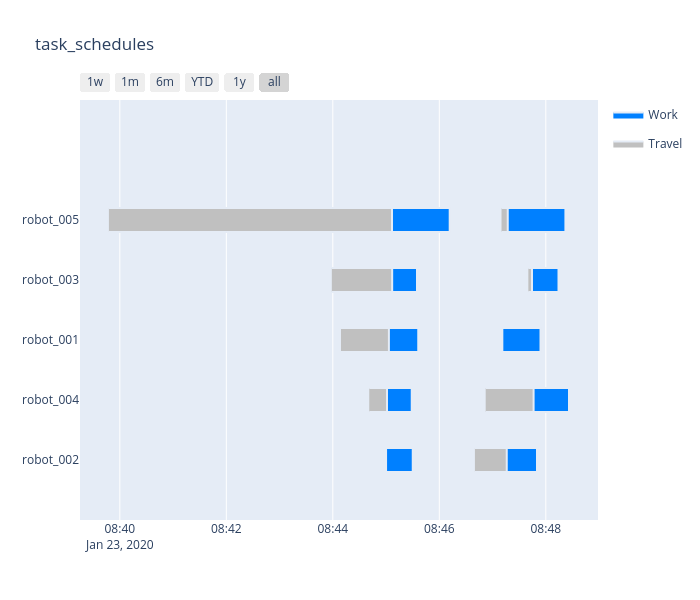 task_schedules
1w 1m 6m YTD 1y all
Work
Travel
robot_005
robot_003
robot_001
robot_004
robot_002
08:40 08:42 08:44 08:46 08:48
Jan 23, 2020